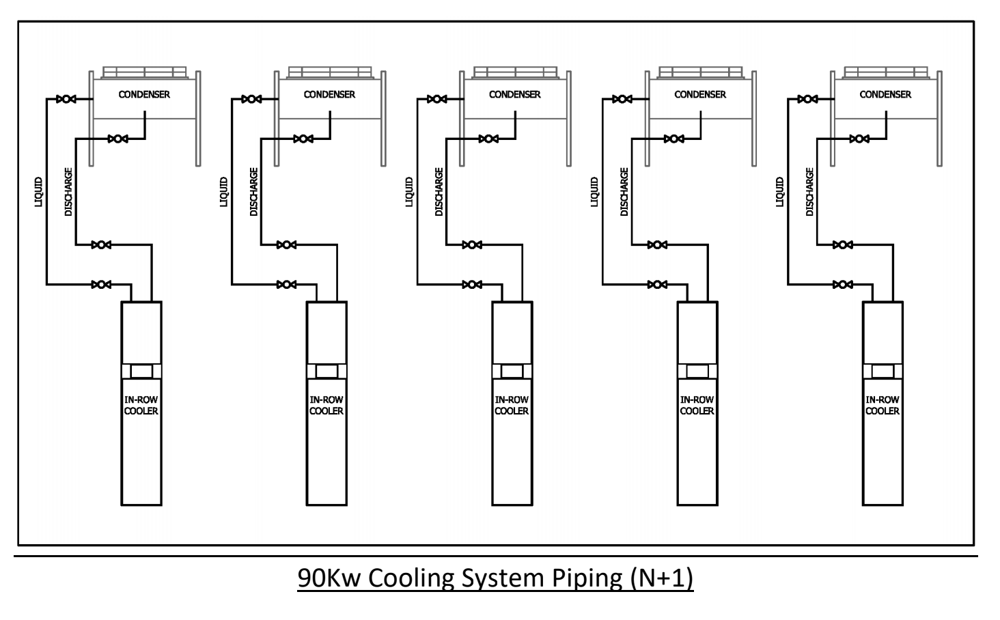 CONDENSER
CONDENSER
CONDENSER
CONDENSER
CONDENSER
LIQUID
DISCHARGE
LIQUID
DISCHARGE
LIQUID
DISCHARGE
LIQUID
DISCHARGE
LIQUID
DISCHARGE
IN-ROW
COOLER
IN-ROW
COOLER
IN-ROW
COOLER
IN-ROW
COOLER
IN-ROW
COOLER
90Kw Cooling System Piping (N+1)